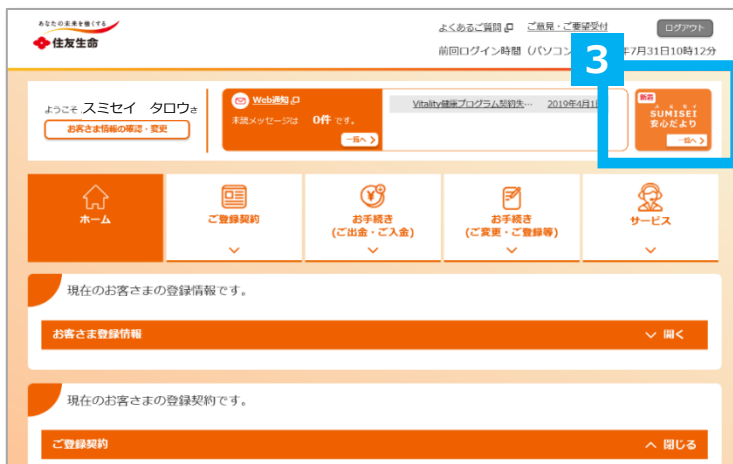 あなたの未来を強くする
住友生命
よくあるご質問 ご意見・ご要望受付 ログアウト
前回ログイン時間（パソコン 年7月31日10時12分
3
ようこそ スミセイ タロウさ
お客さま情報の確認・変更
Web通知
未読メッセージは 0件 です。
一覧へ
Vitality健康プログラム契約失… 2019年4月1
新着
スミセイ
SUMISEI
安心だより
一覧へ
ホーム
ご登録契約
お手続き
(ご出金・ご入金)
お手続き
(ご変更・ご登録等)
サービス
現在のお客さまの登録情報です。
お客さま登録情報 開く
現在のお客さまの登録契約です。
ご登録契約 閉じる